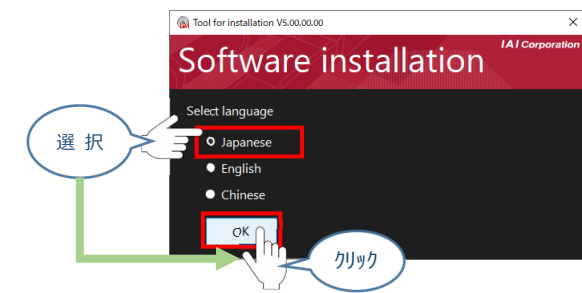 Tool for installation V5.00.00.00
IAI Corporation
Software installation
Select language
選択
Japanese
English
Chinese
OK
ｸﾘｯｸ